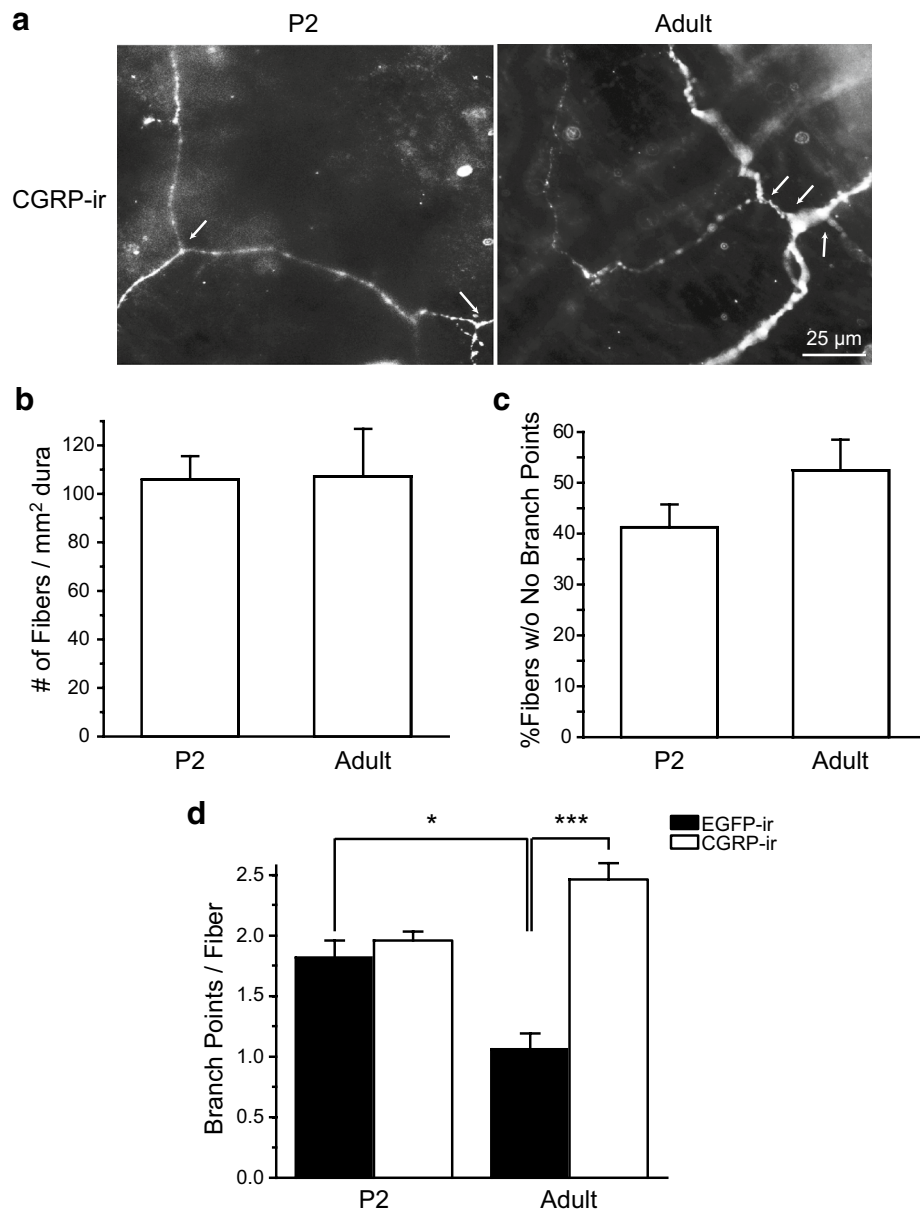 a
P2
Adult
CGRP-ir
25 µm
b
# of Fibers / mm² dura
120
100
80
60
40
20
0
P2
Adult
c
%Fibers w/o No Branch Points
60
50
40
30
20
10
0
P2
Adult
d
*
***
EGFP-ir
CGRP-ir
Branch Points / Fiber
2.5
2.0
1.5
1.0
0.5
0.0
P2
Adult